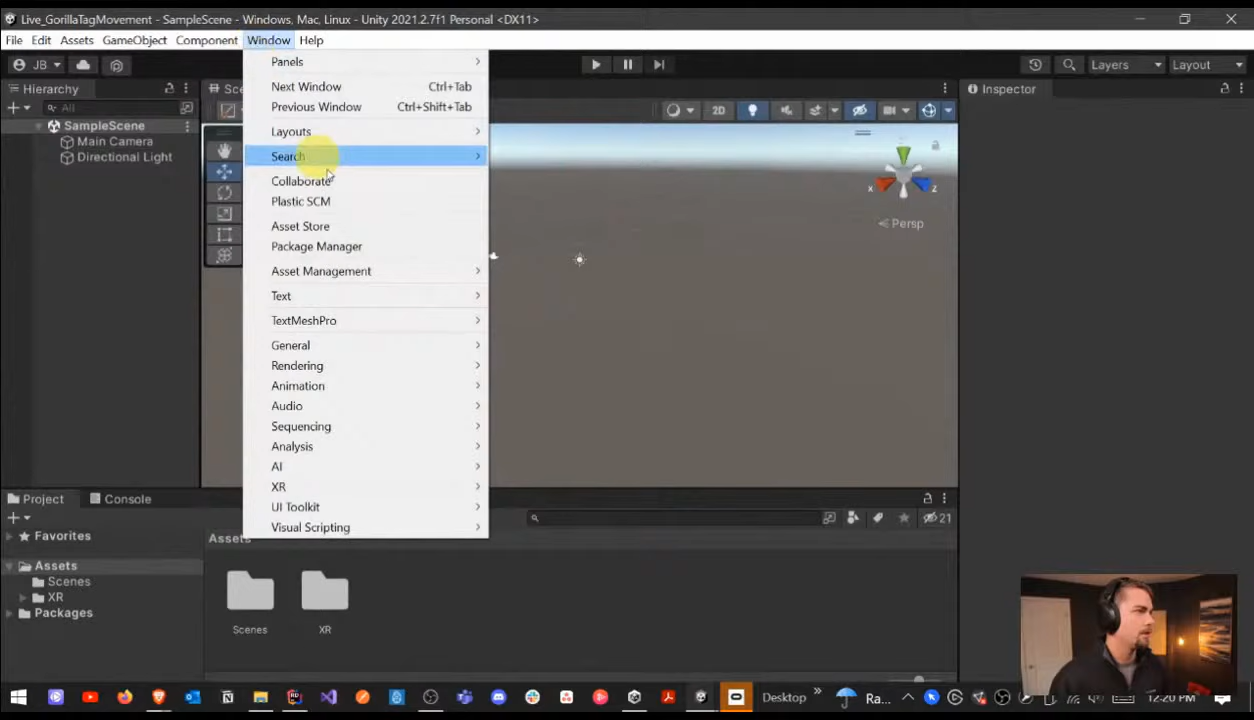 Live_GorillaTagMovement - SampleScene - Windows, Mac, Linux - Unity 2021.2.7f1 Personal <DX11>
File Edit Assets GameObject Component Window Help
JB Layers Layout
Hierarchy
All
SampleScene
Main Camera
Directional Light
Panels
Next Window Ctrl+Tab
Previous Window Ctrl+Shift+Tab
Layouts
Search
Collaborate
Plastic SCM
Asset Store
Package Manager
Asset Management
Text
TextMeshPro
General
Rendering
Animation
Audio
Sequencing
Analysis
AI
XR
UI Toolkit
Visual Scripting
2D
x z
< Persp
Inspector
Project Console
21
Favorites
Assets
Scenes
XR
Packages
Assets
Scenes XR
Desktop » Ra... 12:20 PM